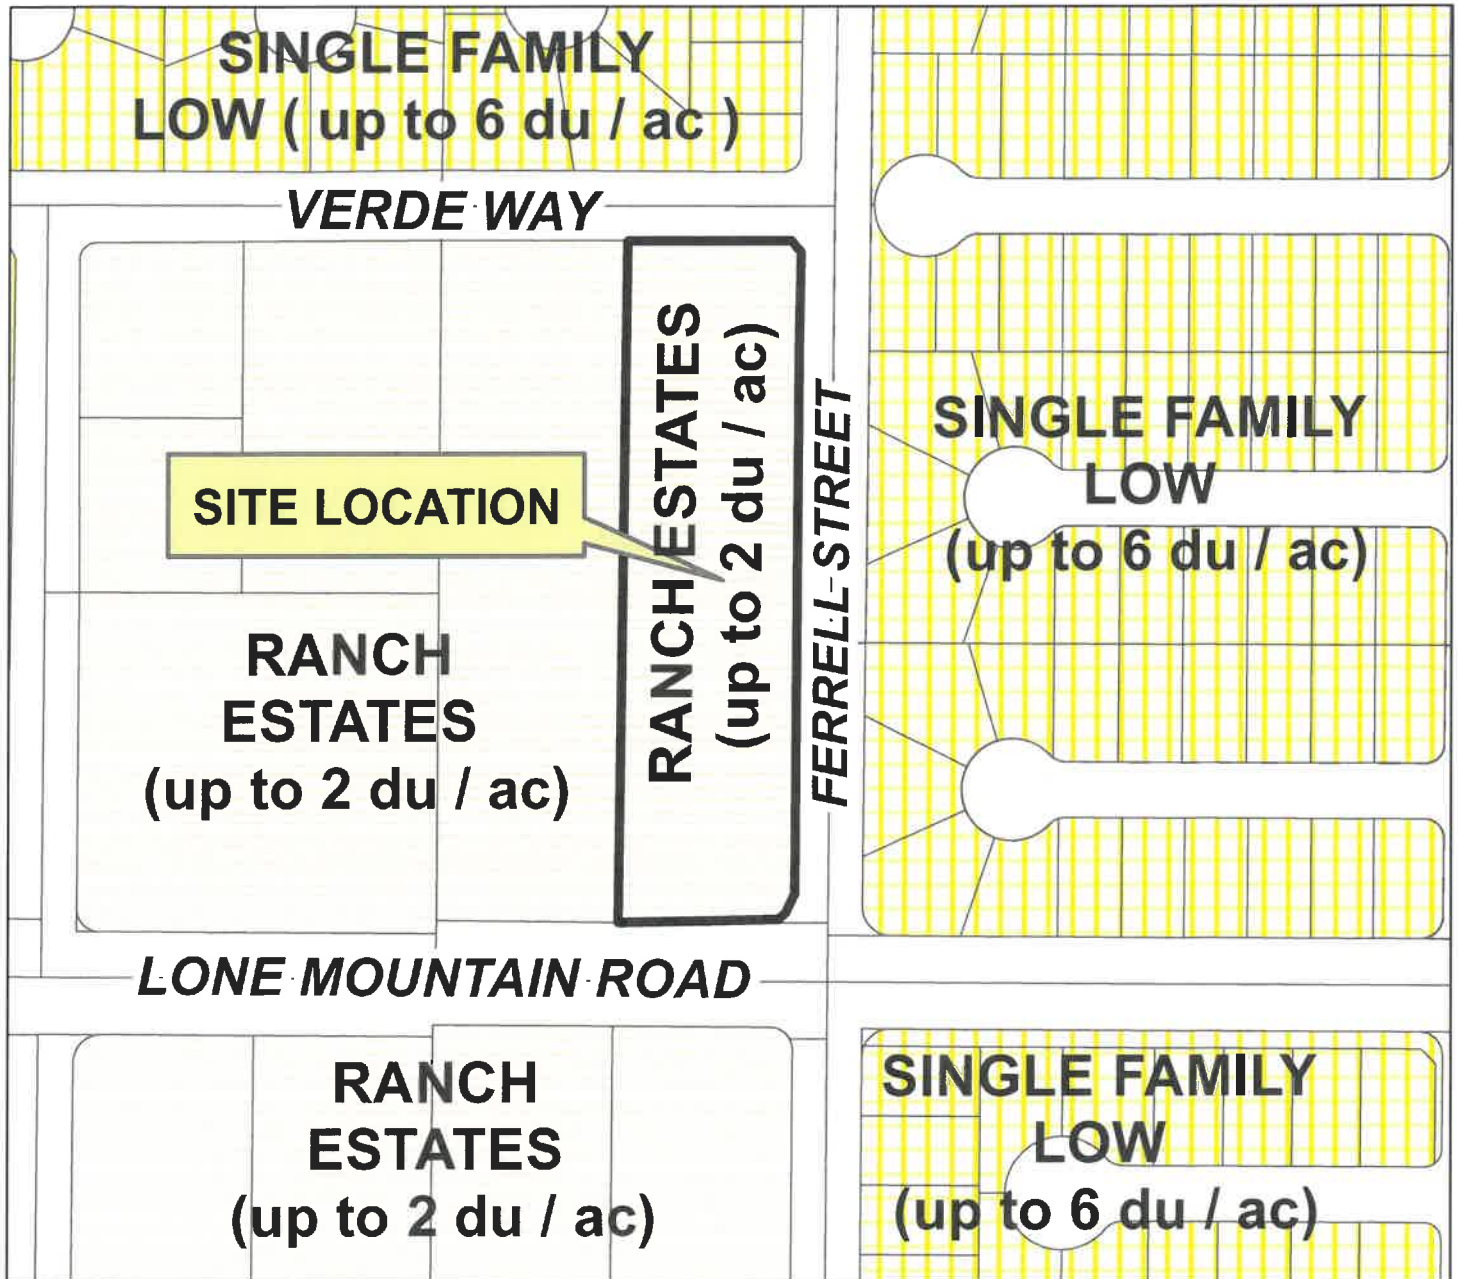 SINGLE FAMILY
LOW ( up to 6 du / ac )
VERDE WAY
RANCH ESTATES
(up to 2 du / ac)
FERRELL STREET
SINGLE FAMILY
LOW
(up to 6 du / ac)
SITE LOCATION
RANCH
ESTATES
(up to 2 du / ac)
LONE MOUNTAIN ROAD
RANCH
ESTATES
(up to 2 du / ac)
SINGLE FAMILY
LOW
(up to 6 du / ac)